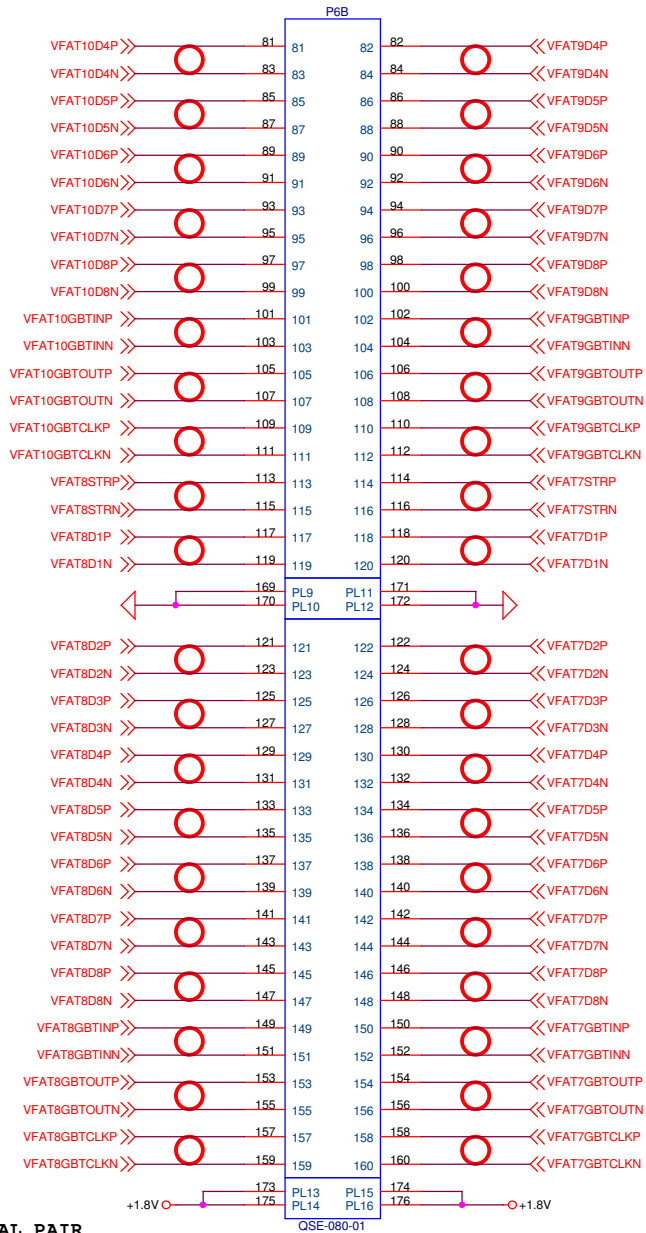 P6B
VFAT10D4P 81 81 82 82 VFAT9D4P
VFAT10D4N 83 83 84 84 VFAT9D4N
VFAT10D5P 85 85 86 86 VFAT9D5P
VFAT10D5N 87 87 88 88 VFAT9D5N
VFAT10D6P 89 89 90 90 VFAT9D6P
VFAT10D6N 91 91 92 92 VFAT9D6N
VFAT10D7P 93 93 94 94 VFAT9D7P
VFAT10D7N 95 95 96 96 VFAT9D7N
VFAT10D8P 97 97 98 98 VFAT9D8P
VFAT10D8N 99 99 100 100 VFAT9D8N
VFAT10GBTINP 101 101 102 102 VFAT9GBTINP
VFAT10GBTINN 103 103 104 104 VFAT9GBTINN
VFAT10GBTOUTP 105 105 106 106 VFAT9GBTOUTP
VFAT10GBTOUTN 107 107 108 108 VFAT9GBTOUTN
VFAT10GBTCLKP 109 109 110 110 VFAT9GBTCLKP
VFAT10GBTCLKN 111 111 112 112 VFAT9GBTCLKN
VFAT8STRP 113 113 114 114 VFAT7STRP
VFAT8STRN 115 115 116 116 VFAT7STRN
VFAT8D1P 117 117 118 118 VFAT7D1P
VFAT8D1N 119 119 120 120 VFAT7D1N
169 PL9 PL11 171
170 PL10 PL12 172
VFAT8D2P 121 121 122 122 VFAT7D2P
VFAT8D2N 123 123 124 124 VFAT7D2N
VFAT8D3P 125 125 126 126 VFAT7D3P
VFAT8D3N 127 127 128 128 VFAT7D3N
VFAT8D4P 129 129 130 130 VFAT7D4P
VFAT8D4N 131 131 132 132 VFAT7D4N
VFAT8D5P 133 133 134 134 VFAT7D5P
VFAT8D5N 135 135 136 136 VFAT7D5N
VFAT8D6P 137 137 138 138 VFAT7D6P
VFAT8D6N 139 139 140 140 VFAT7D6N
VFAT8D7P 141 141 142 142 VFAT7D7P
VFAT8D7N 143 143 144 144 VFAT7D7N
VFAT8D8P 145 145 146 146 VFAT7D8P
VFAT8D8N 147 147 148 148 VFAT7D8N
VFAT8GBTINP 149 149 150 150 VFAT7GBTINP
VFAT8GBTINN 151 151 152 152 VFAT7GBTINN
VFAT8GBTOUTP 153 153 154 154 VFAT7GBTOUTP
VFAT8GBTOUTN 155 155 156 156 VFAT7GBTOUTN
VFAT8GBTCLKP 157 157 158 158 VFAT7GBTCLKP
VFAT8GBTCLKN 159 159 160 160 VFAT7GBTCLKN
173 PL13 PL15 174
+1.8V 175 PL14 PL16 176 +1.8V
QSE-080-01
AL PAIR